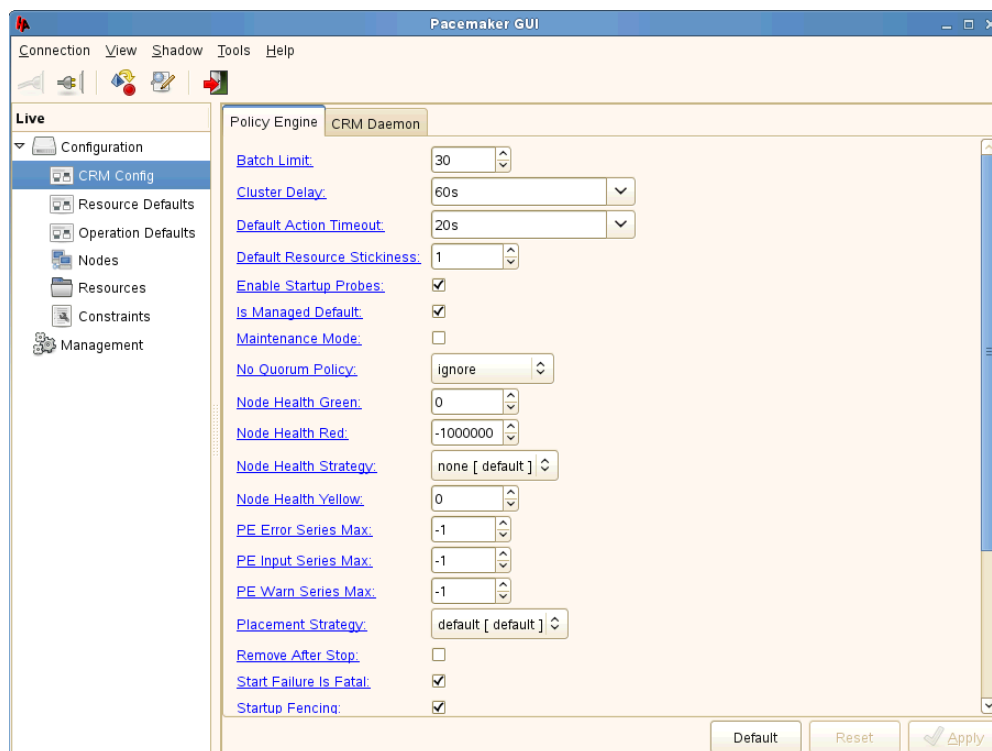 Pacemaker GUI
Connection View Shadow Tools Help
Live
Configuration
CRM Config
Resource Defaults
Operation Defaults
Nodes
Resources
Constraints
Management
Policy Engine CRM Daemon
Batch Limit: 30
Cluster Delay: 60s
Default Action Timeout: 20s
Default Resource Stickiness: 1
Enable Startup Probes:
Is Managed Default:
Maintenance Mode:
No Quorum Policy: ignore
Node Health Green: 0
Node Health Red: -1000000
Node Health Strategy: none [ default ]
Node Health Yellow: 0
PE Error Series Max: -1
PE Input Series Max: -1
PE Warn Series Max: -1
Placement Strategy: default [ default ]
Remove After Stop:
Start Failure Is Fatal:
Startup Fencing:
Default Reset Apply